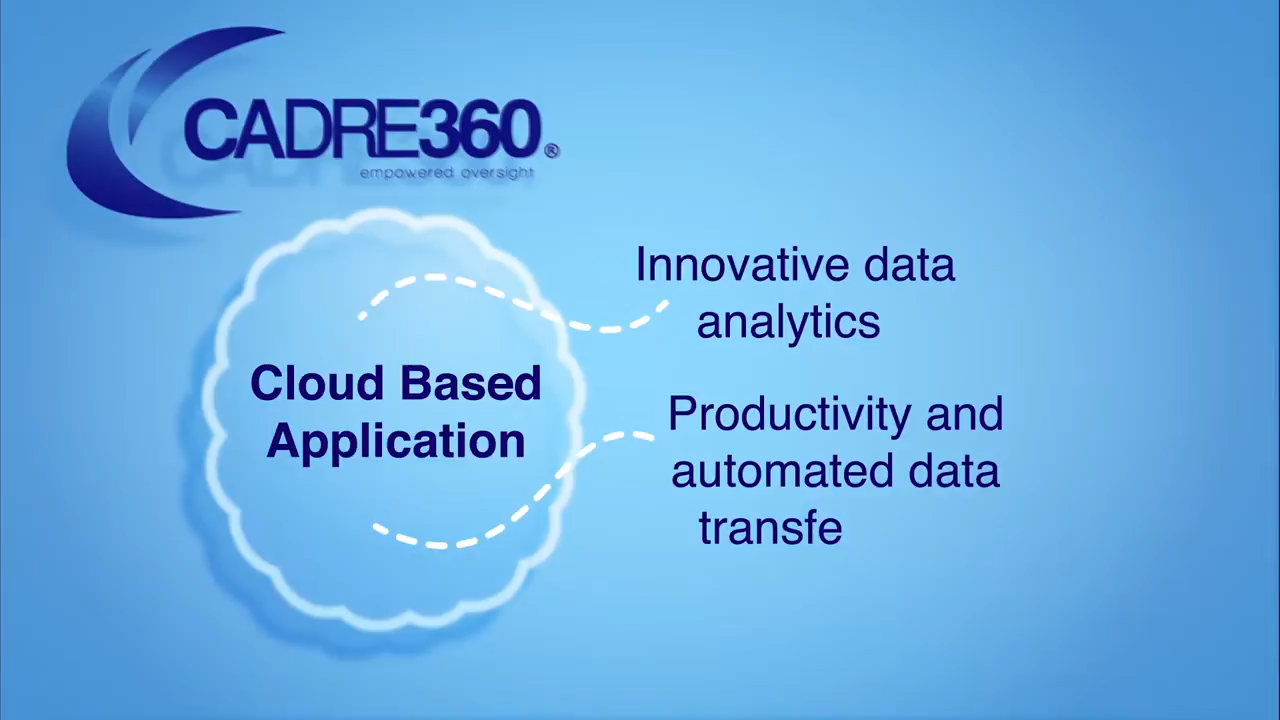 CADRE360®
empowered oversight
Innovative data
analytics
Cloud Based
Application
Productivity and
automated data
transfe